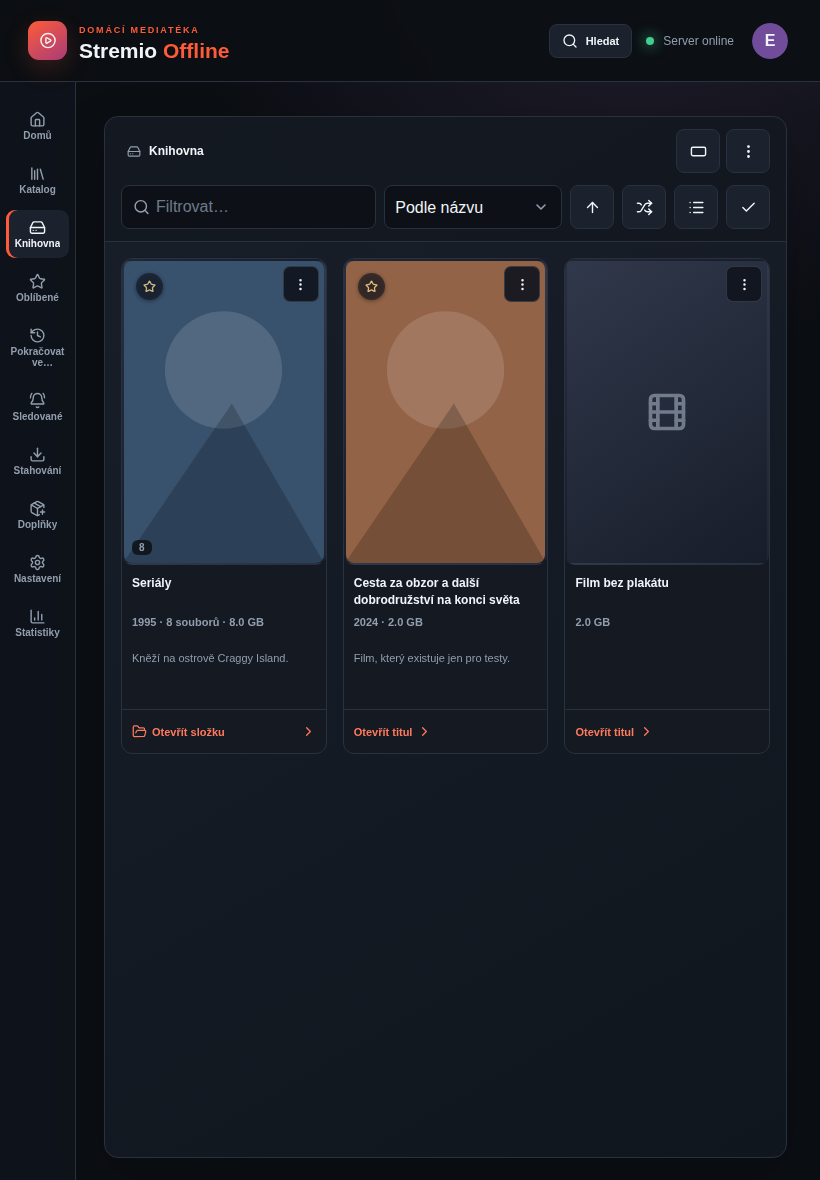 DOMÁCÍ MEDIATÉKA
Stremio Offline
Hledat
Server online
E
Domů
Katalog
Knihovna
Oblíbené
Pokračovat
ve…
Sledované
Stahování
Doplňky
Nastavení
Statistiky
Knihovna
Filtrovat…
Podle názvu
8
Seriály
1995 · 8 souborů · 8.0 GB
Kněží na ostrově Craggy Island.
Otevřít složku
Cesta za obzor a další
dobrodružství na konci světa
2024 · 2.0 GB
Film, který existuje jen pro testy.
Otevřít titul
Film bez plakátu
2.0 GB
Otevřít titul